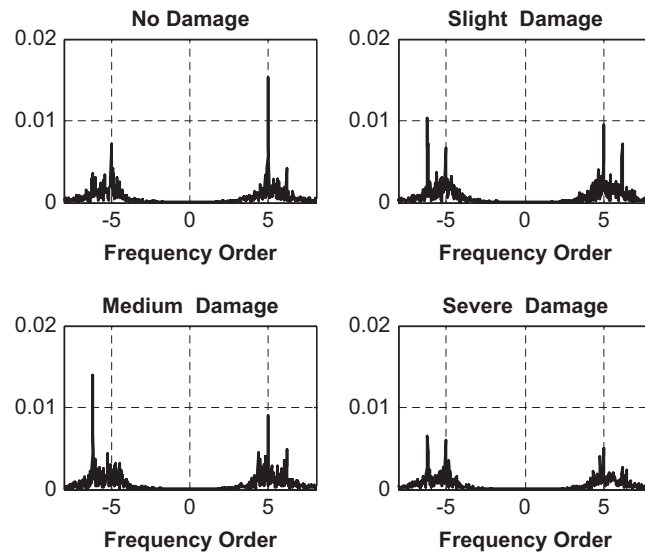 No Damage
0.02
0.01
0
-5 0 5
Frequency Order
Slight Damage
0.02
0.01
0
-5 0 5
Frequency Order
Medium Damage
0.02
0.01
0
-5 0 5
Frequency Order
Severe Damage
0.02
0.01
0
-5 0 5
Frequency Order